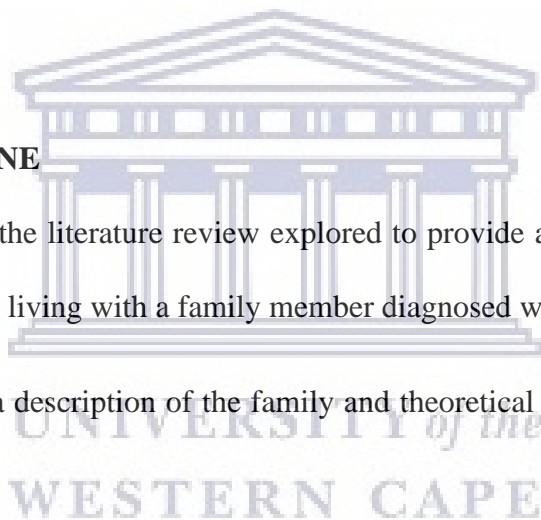 NE
the literature review explored to provide a
living with a family member diagnosed w
a description of the family and theoretical
UNIVERSITY of the
WESTERN CAPE